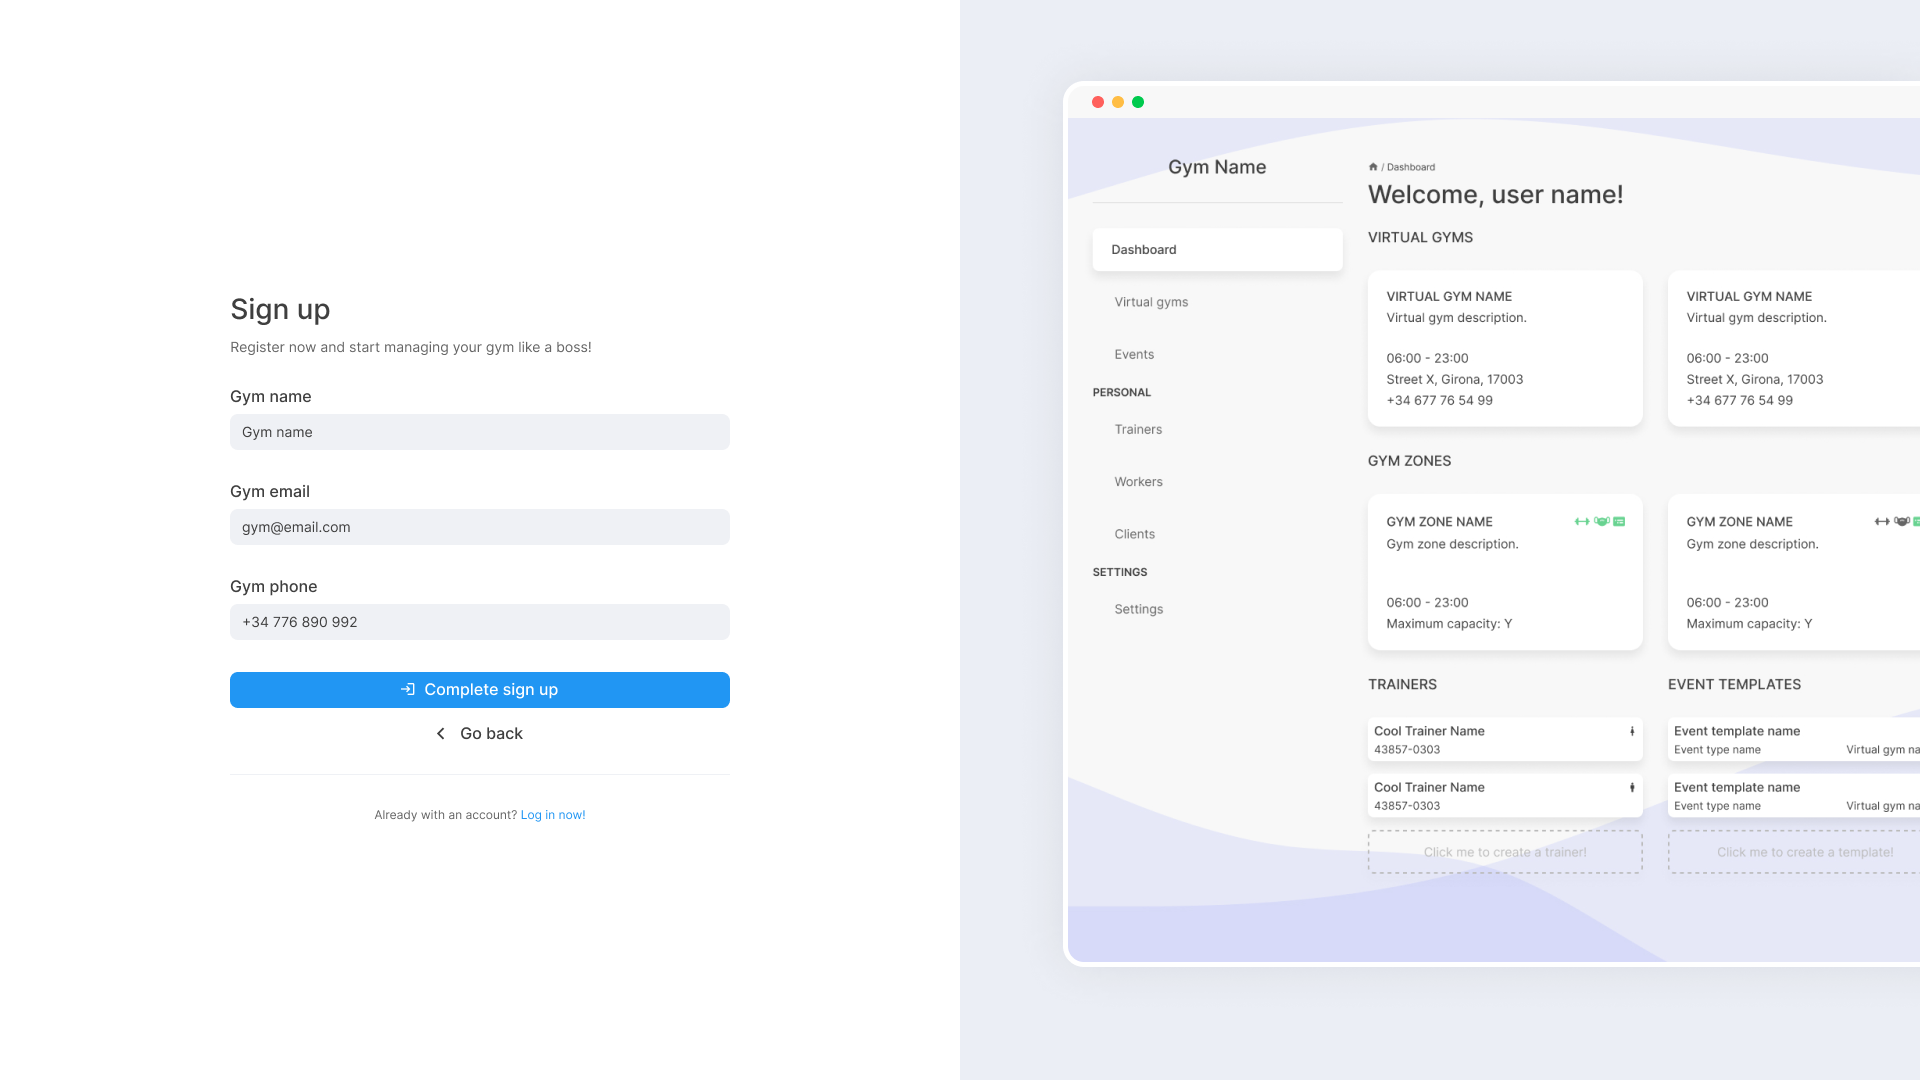 Sign up
Register now and start managing your gym like a boss!
Gym name
Gym name
Gym email
gym@email.com
Gym phone
+34 776 890 992
Complete sign up
Go back
Already with an account? Log in now!
Gym Name
Dashboard
Virtual gyms
Events
PERSONAL
Trainers
Workers
Clients
SETTINGS
Settings
/ Dashboard
Welcome, user name!
VIRTUAL GYMS
VIRTUAL GYM NAME
Virtual gym description.
06:00 - 23:00
Street X, Girona, 17003
+34 677 76 54 99
VIRTUAL GYM NAME
Virtual gym description.
06:00 - 23:00
Street X, Girona, 17003
+34 677 76 54 99
GYM ZONES
GYM ZONE NAME
Gym zone description.
06:00 - 23:00
Maximum capacity: Y
GYM ZONE NAME
Gym zone description.
06:00 - 23:00
Maximum capacity: Y
TRAINERS
Cool Trainer Name
43857-0303
Cool Trainer Name
43857-0303
Click me to create a trainer!
EVENT TEMPLATES
Event template name
Event type name Virtual gym na
Event template name
Event type name Virtual gym na
Click me to create a template!